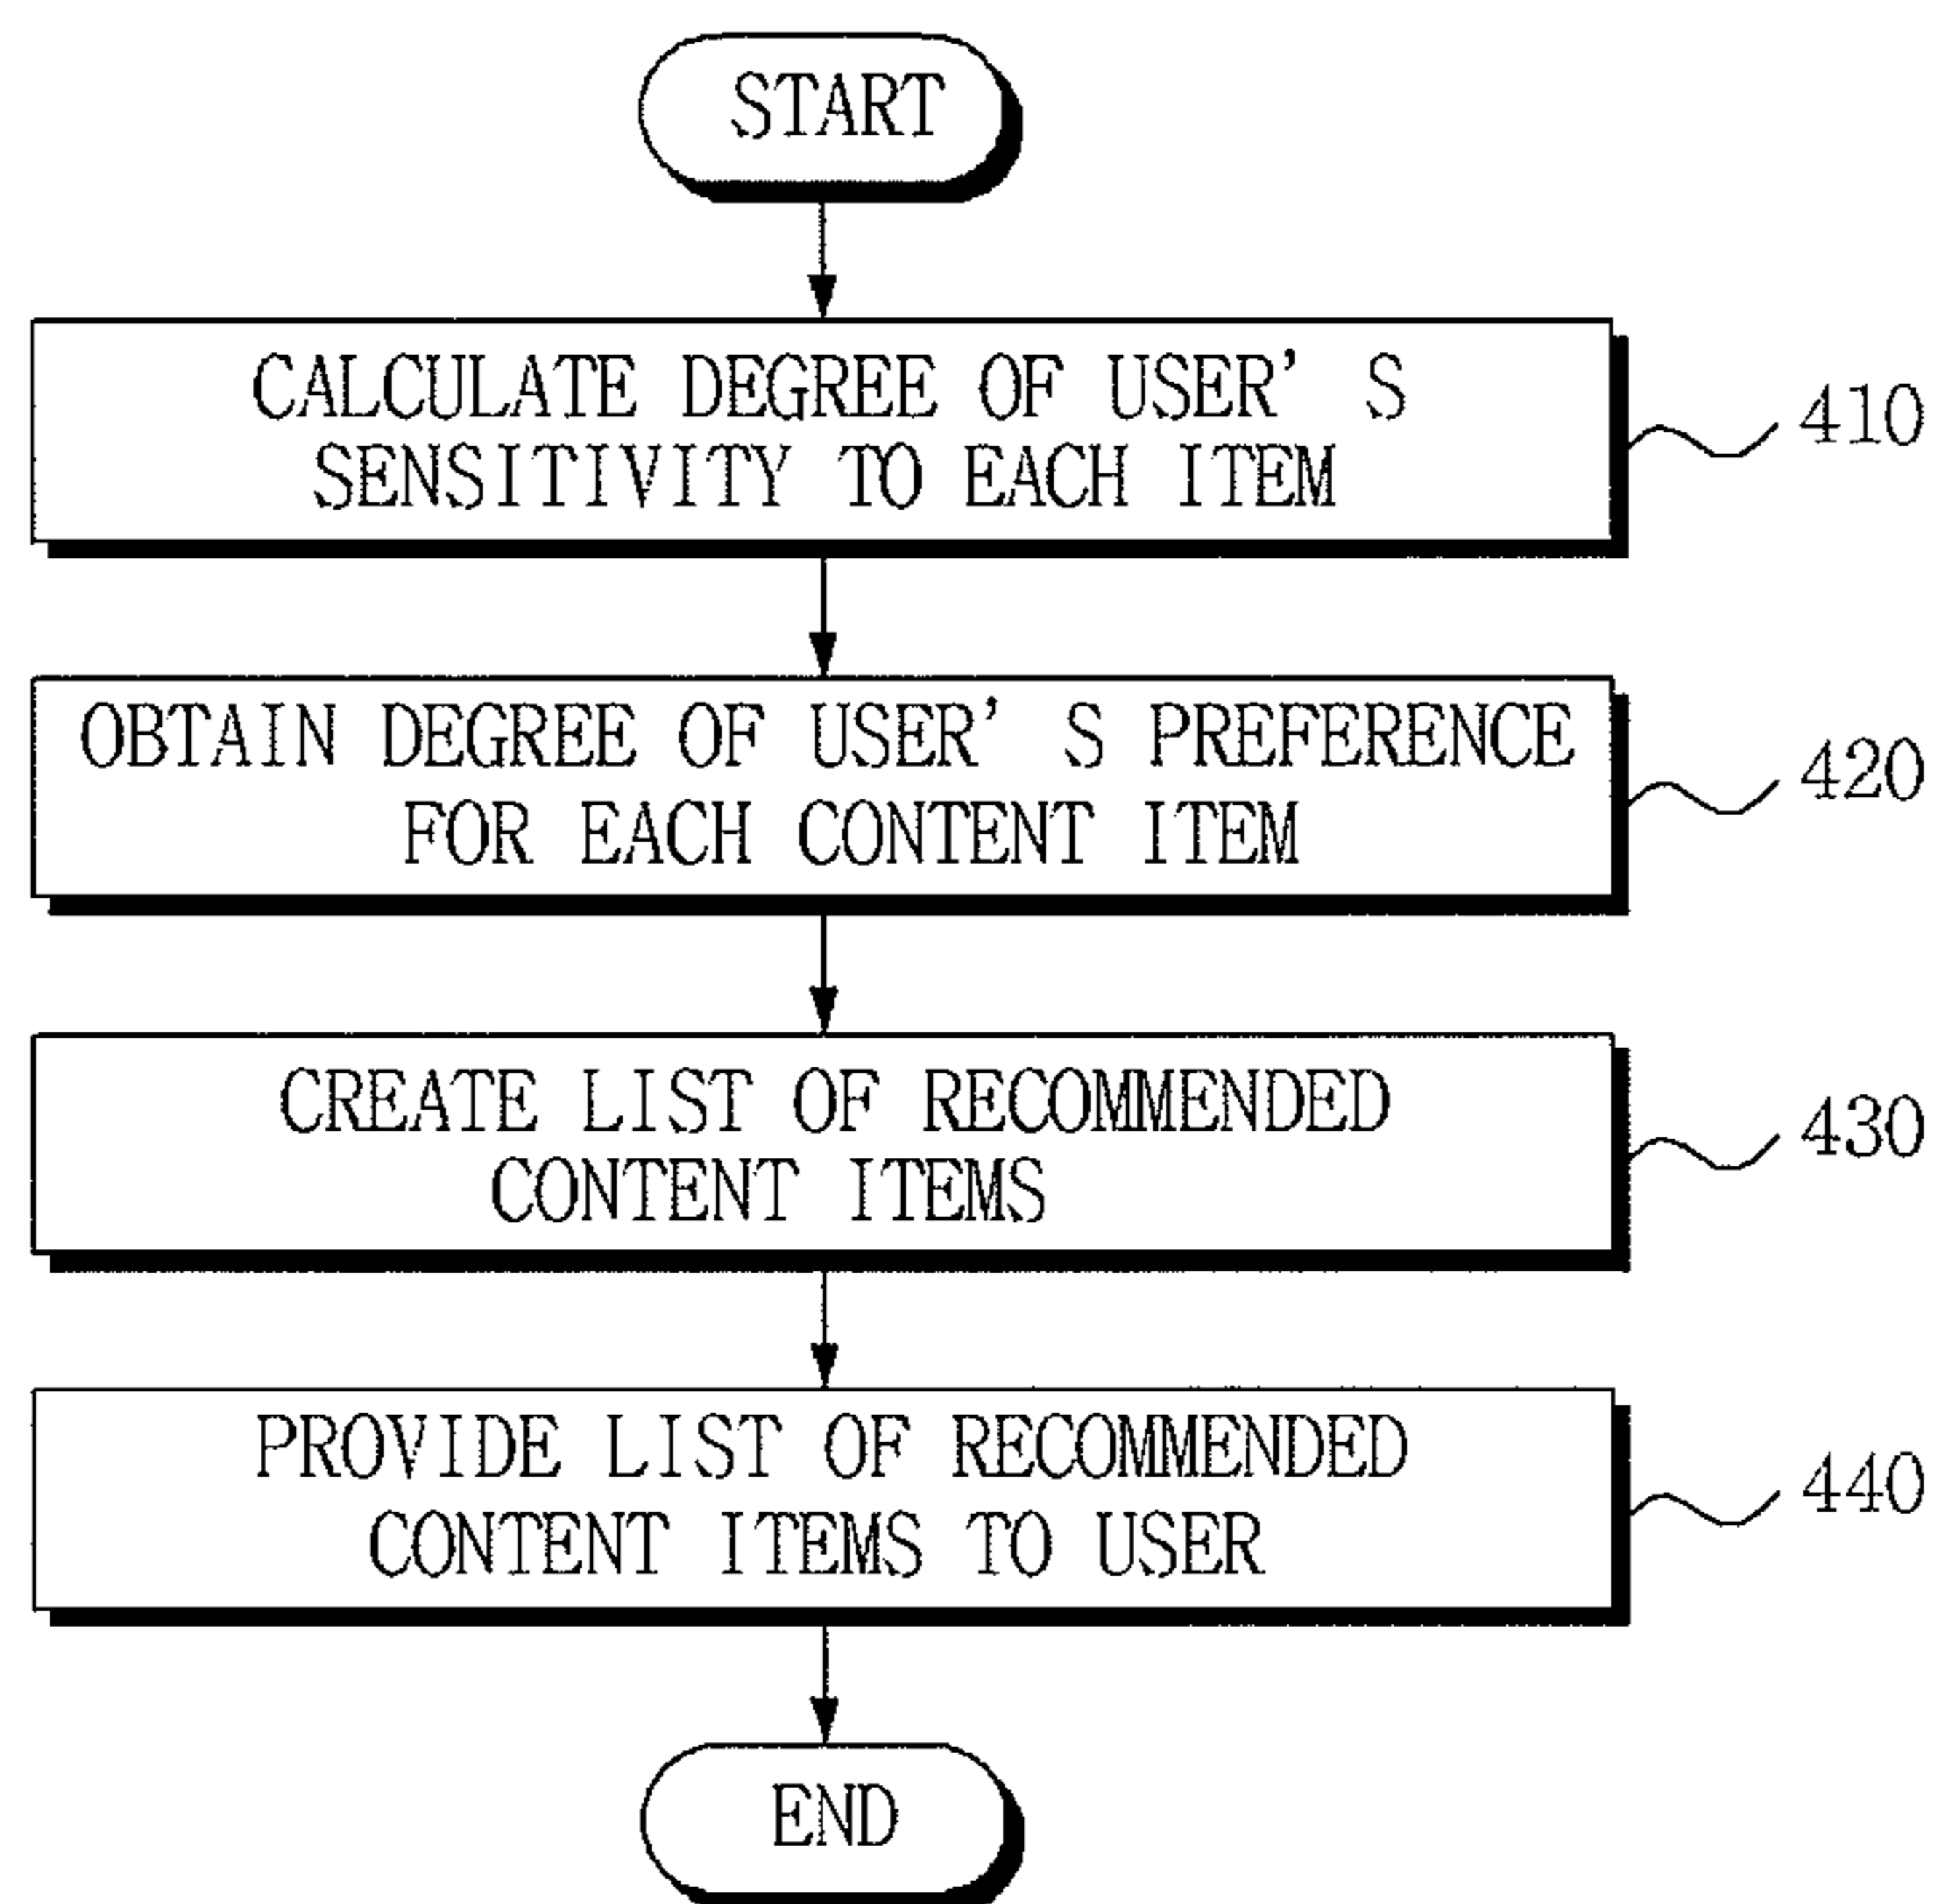 START
CALCULATE DEGREE OF USER'S
SENSITIVITY TO EACH ITEM
410
OBTAIN DEGREE OF USER'S PREFERENCE
FOR EACH CONTENT ITEM
420
CREATE LIST OF RECOMMENDED
CONTENT ITEMS
430
PROVIDE LIST OF RECOMMENDED
CONTENT ITEMS TO USER
440
END